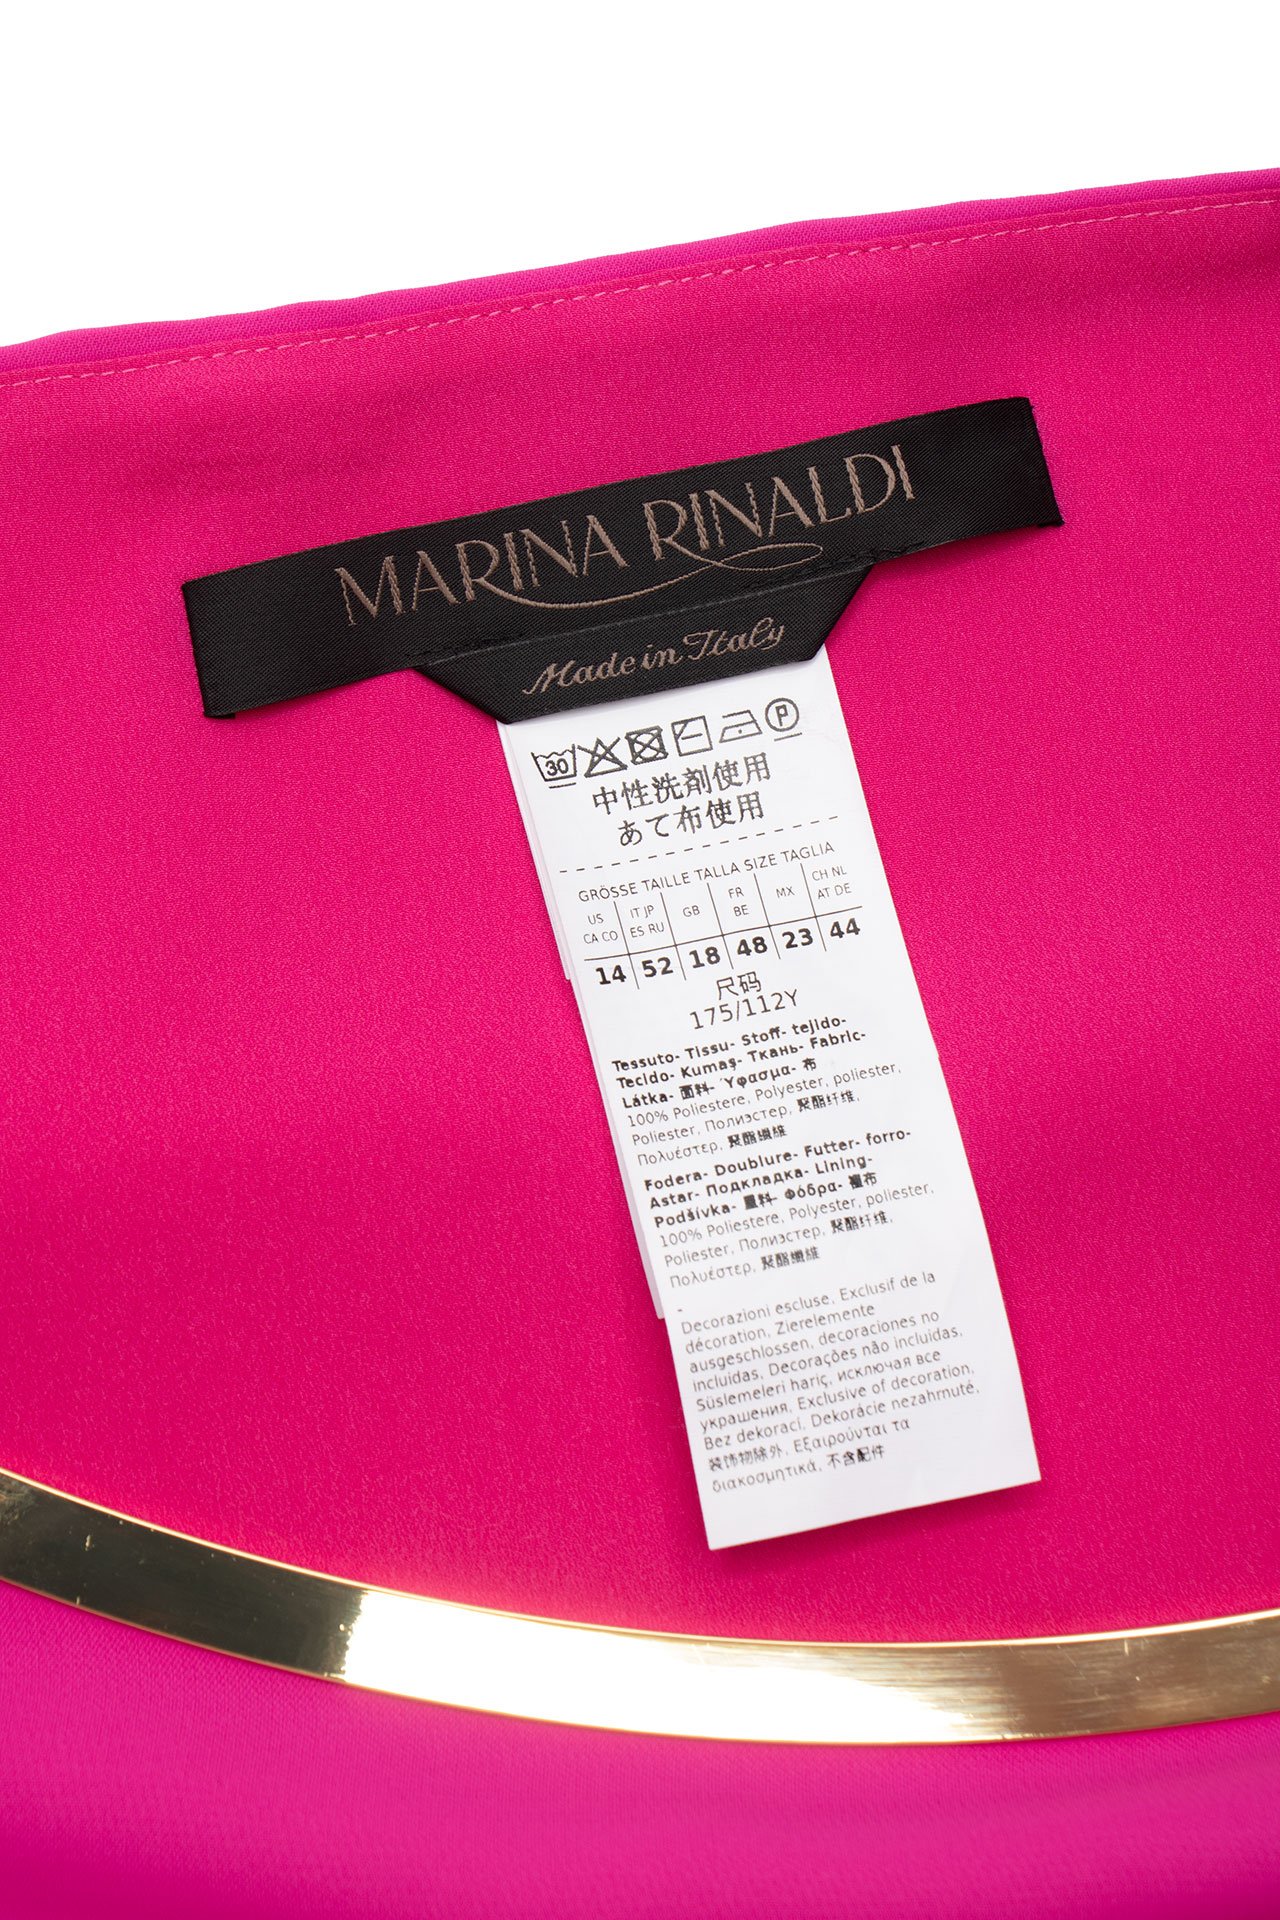 MARINA RINALDI
Made in Italy
30 P
中性洗剤使用
あて布使用
GRÖSSE TAILLE TALLA SIZE TAGLIA
US IT JP GB FR MX CH NL
CA CO ES RU BE AT DE
14 52 18 48 23 44
尺码
175/112Y
Tessuto- Tissu- Stoff- tejido-
Tecido- Kumaş- Ткань- Fabric-
Látka- 面料- Ύφασμα- 布
100% Poliestere, Polyester, poliester,
Poliester, Полиэстер, 聚酯纤维,
Πολυέστερ, 聚酯纖維
Fodera- Doublure- Futter- forro-
Astar- Подкладка- Lining-
Podšívka- 里料- Φόδρα- 裡布
100% Poliestere, Polyester, poliester,
Poliester, Полиэстер, 聚酯纤维,
Πολυέστερ, 聚酯纖維
-
Decorazioni escluse, Exclusif de la
décoration, Zierelemente
ausgeschlossen, decoraciones no
incluidas, Decorações não incluidas,
Süslemeleri hariç, исключая все
украшения, Exclusive of decoration,
Bez dekorací, Dekorácie nezahrnuté,
装饰物除外, Εξαιρούνται τα
διακοσμητικά, 不含配件